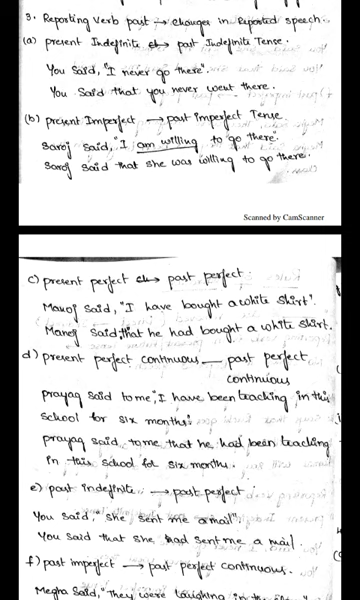 3. Reporting verb past → changes in reported speech.
(a) present Indefinite → past Indefinite Tense.
You said, "I never go there".
You said that you never went there.
(b) present Imperfect → past imperfect Tense.
Saroj said, "I am willing to go there".
Saroj said that she was willing to go there.
Scanned by CamScanner
c) present perfect → past perfect.
Manoj said, "I have bought a white shirt".
Manoj said, that he had bought a white shirt.
d) present perfect continuous — past perfect
continuous
prayag said to me, "I have been teaching in this
school for six months."
prayag said to me that he had been teaching
in this school for six months.
e) past indefinite. → past perfect.
You said, "she sent me a mail"
You said that she had sent me a mail.
f) past imperfect → past perfect continuous.
Megha said, "They were laughing in the